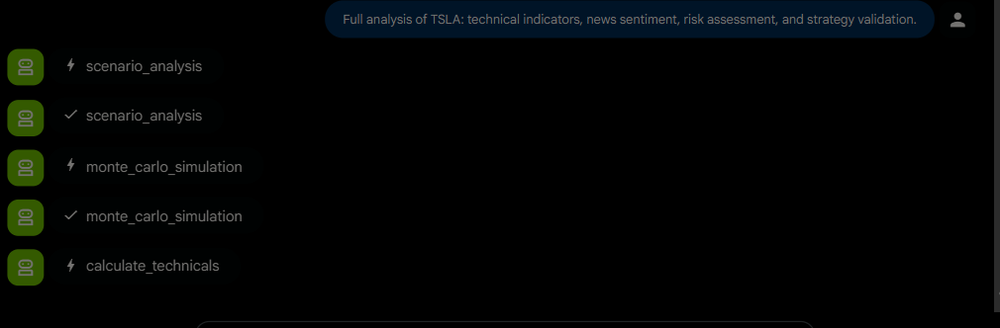 Full analysis of TSLA: technical indicators, news sentiment, risk assessment, and strategy validation.
scenario_analysis
scenario_analysis
monte_carlo_simulation
monte_carlo_simulation
calculate_technicals